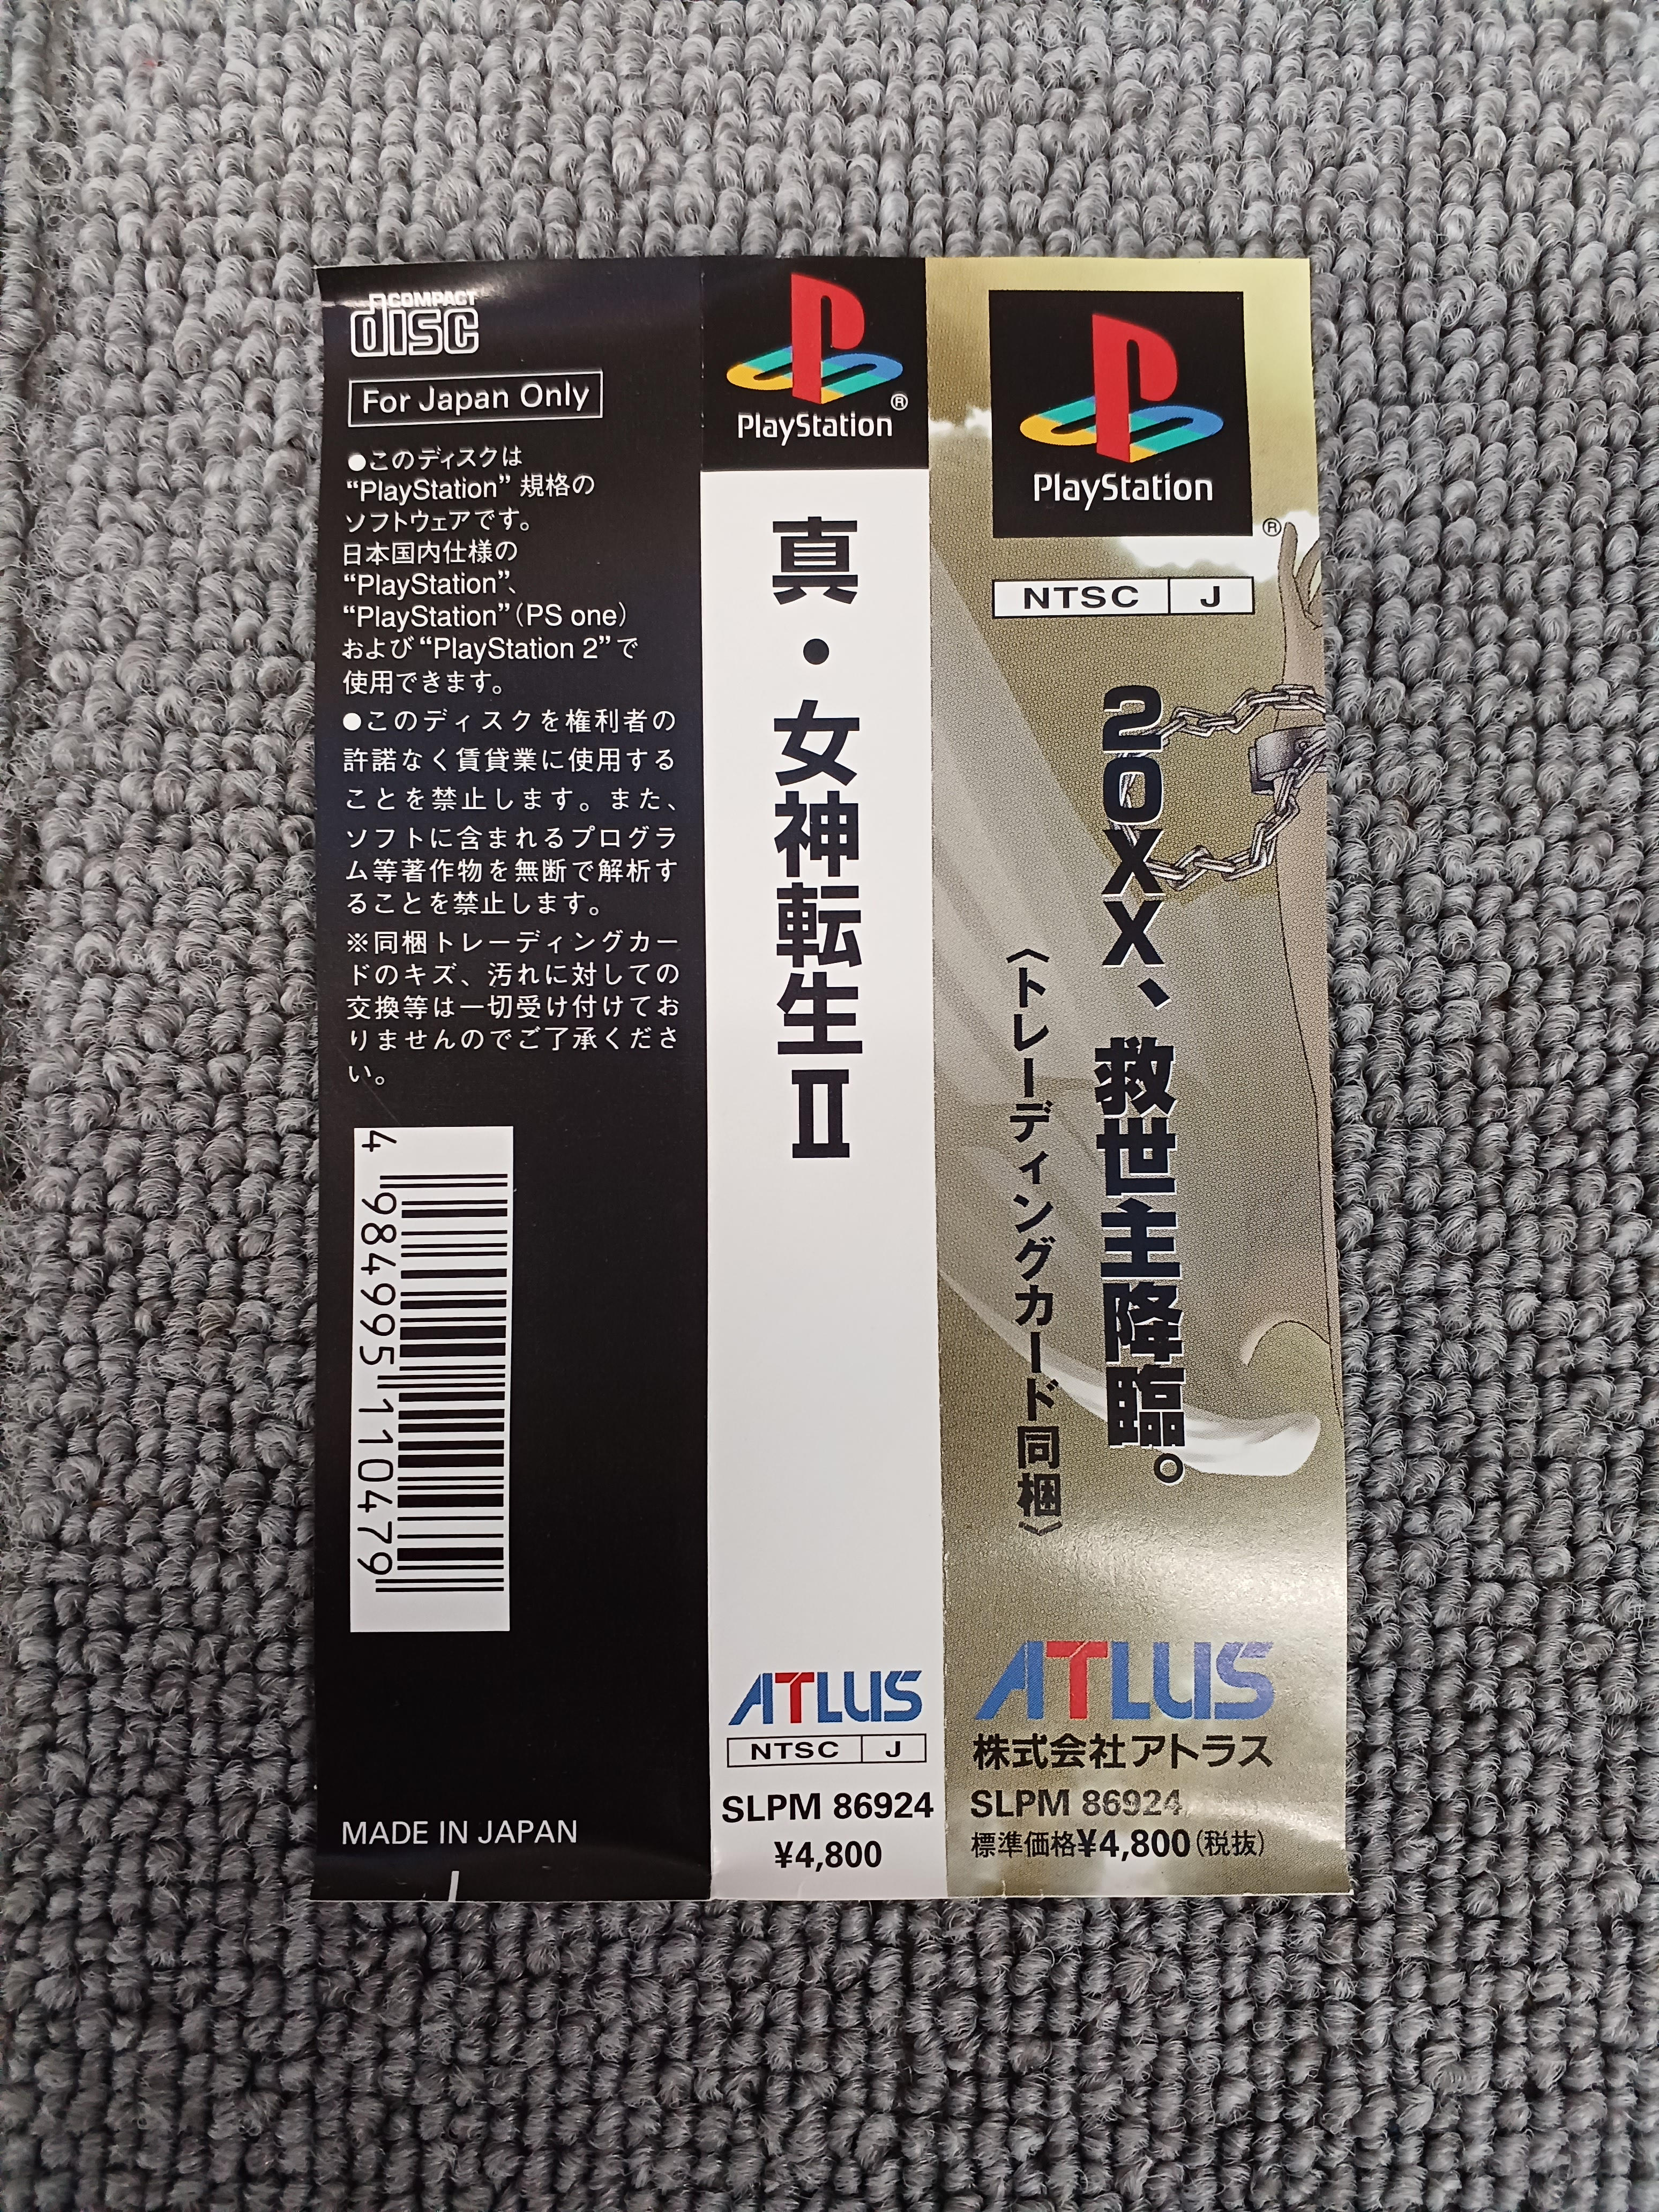 COMPACT
disc
For Japan Only
●このディスクは
“PlayStation” 規格の
ソフトウェアです。
日本国内仕様の
“PlayStation”、
“PlayStation”(PS one)
および“PlayStation 2”で
使用できます。
●このディスクを権利者の
許諾なく賃貸業に使用する
ことを禁止します。また、
ソフトに含まれるプログラ
ム等著作物を無断で解析す
ることを禁止します。
※同梱トレーディングカー
ドのキズ、汚れに対しての
交換等は一切受け付けてお
りませんのでご了承くださ
い。
4 984995 110479
MADE IN JAPAN
PlayStation
®
真・女神転生II
ATLUS
NTSC J
SLPM 86924
¥4,800
PlayStation
®
NTSC J
20XX、救世主降臨。
〈トレーディングカード同梱〉
ATLUS
株式会社アトラス
SLPM 86924
標準価格¥4,800(税抜)